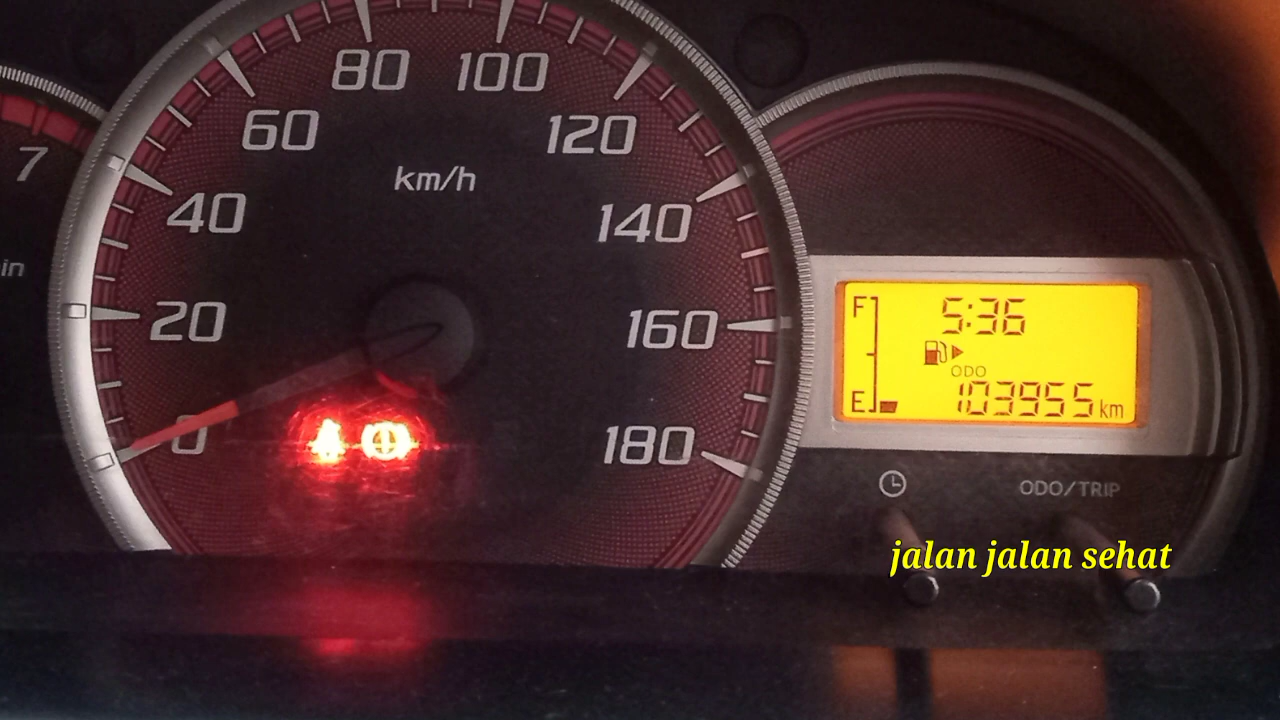 80 100
60 120
7 km/h
40 140
in
20 160
0 180
F 5:36
ODO
E 103955 km
ODO/TRIP
jalan jalan sehat